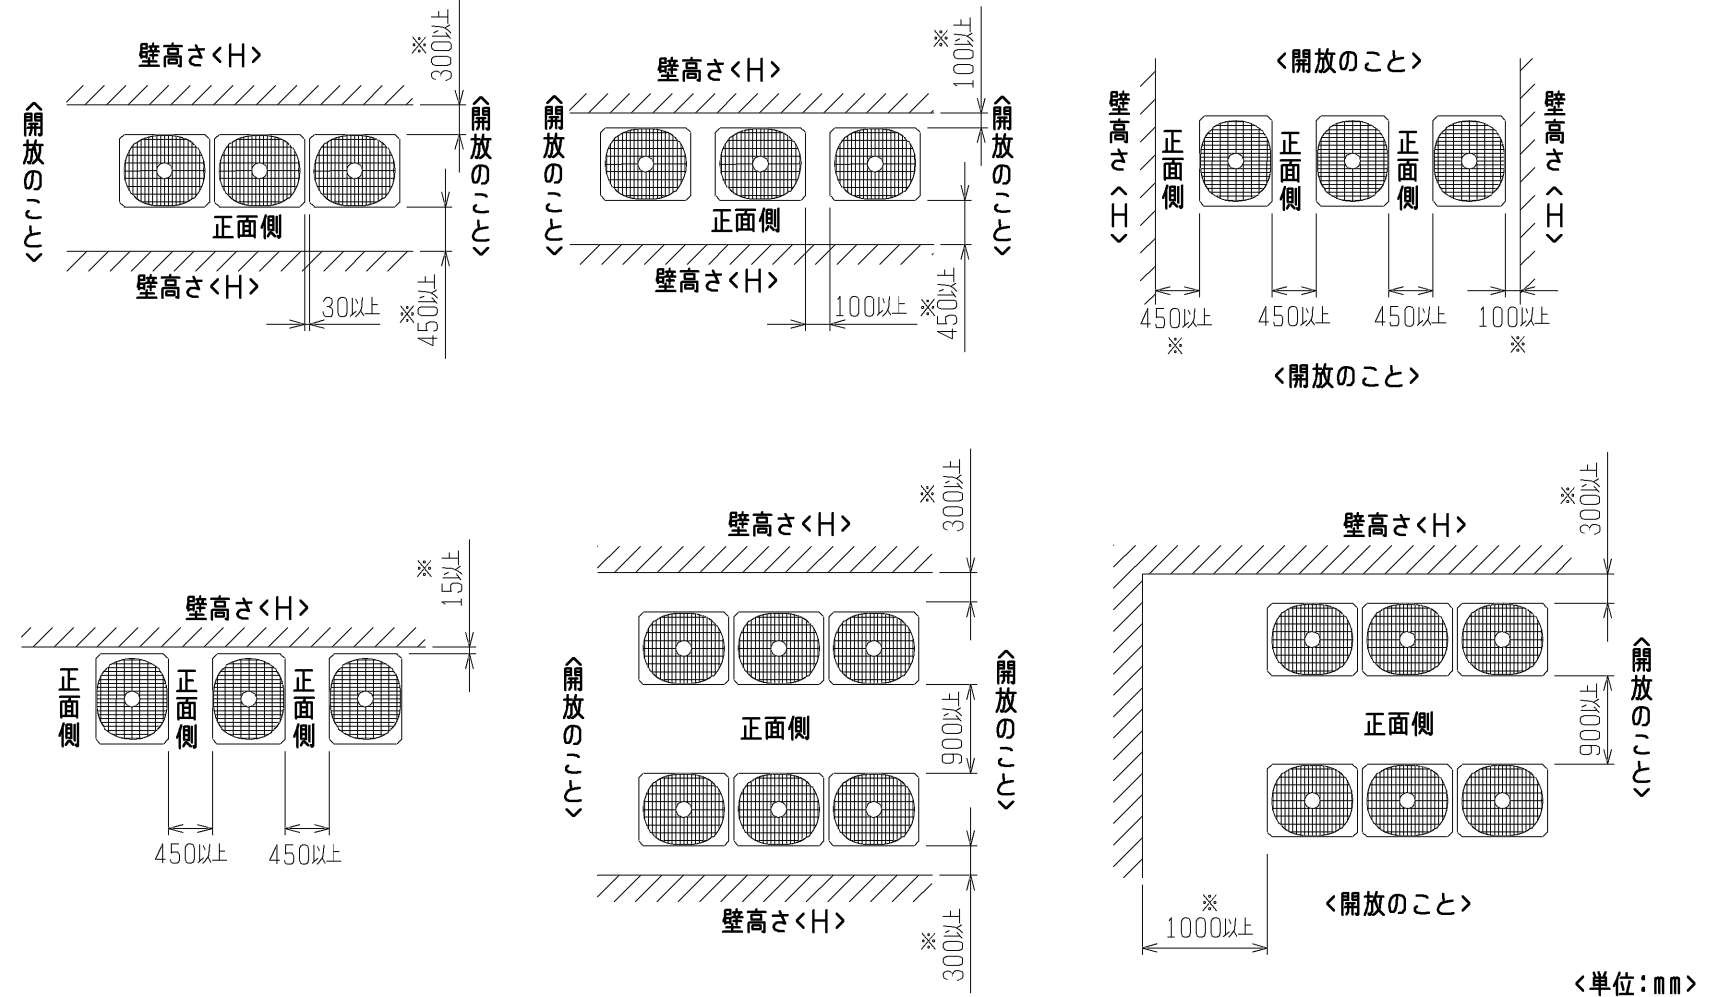 壁高さ<H>
※
300以上
<開放のこと>
<開放のこと>
正面側
壁高さ<H>
30以上
※
450以上
壁高さ<H>
※
100以上
<開放のこと>
<開放のこと>
正面側
壁高さ<H>
100以上
※
450以上
<開放のこと>
壁高さ<H>
正面側
正面側
正面側
壁高さ<H>
450以上
※
450以上
450以上
100以上
※
<開放のこと>
壁高さ<H>
※
15以上
正面側
正面側
正面側
450以上
450以上
壁高さ<H>
※
300以上
<開放のこと>
正面側
900以上
<開放のこと>
壁高さ<H>
※
300以上
壁高さ<H>
※
300以上
正面側
900以上
<開放のこと>
※
1000以上
<開放のこと>
<単位:mm>